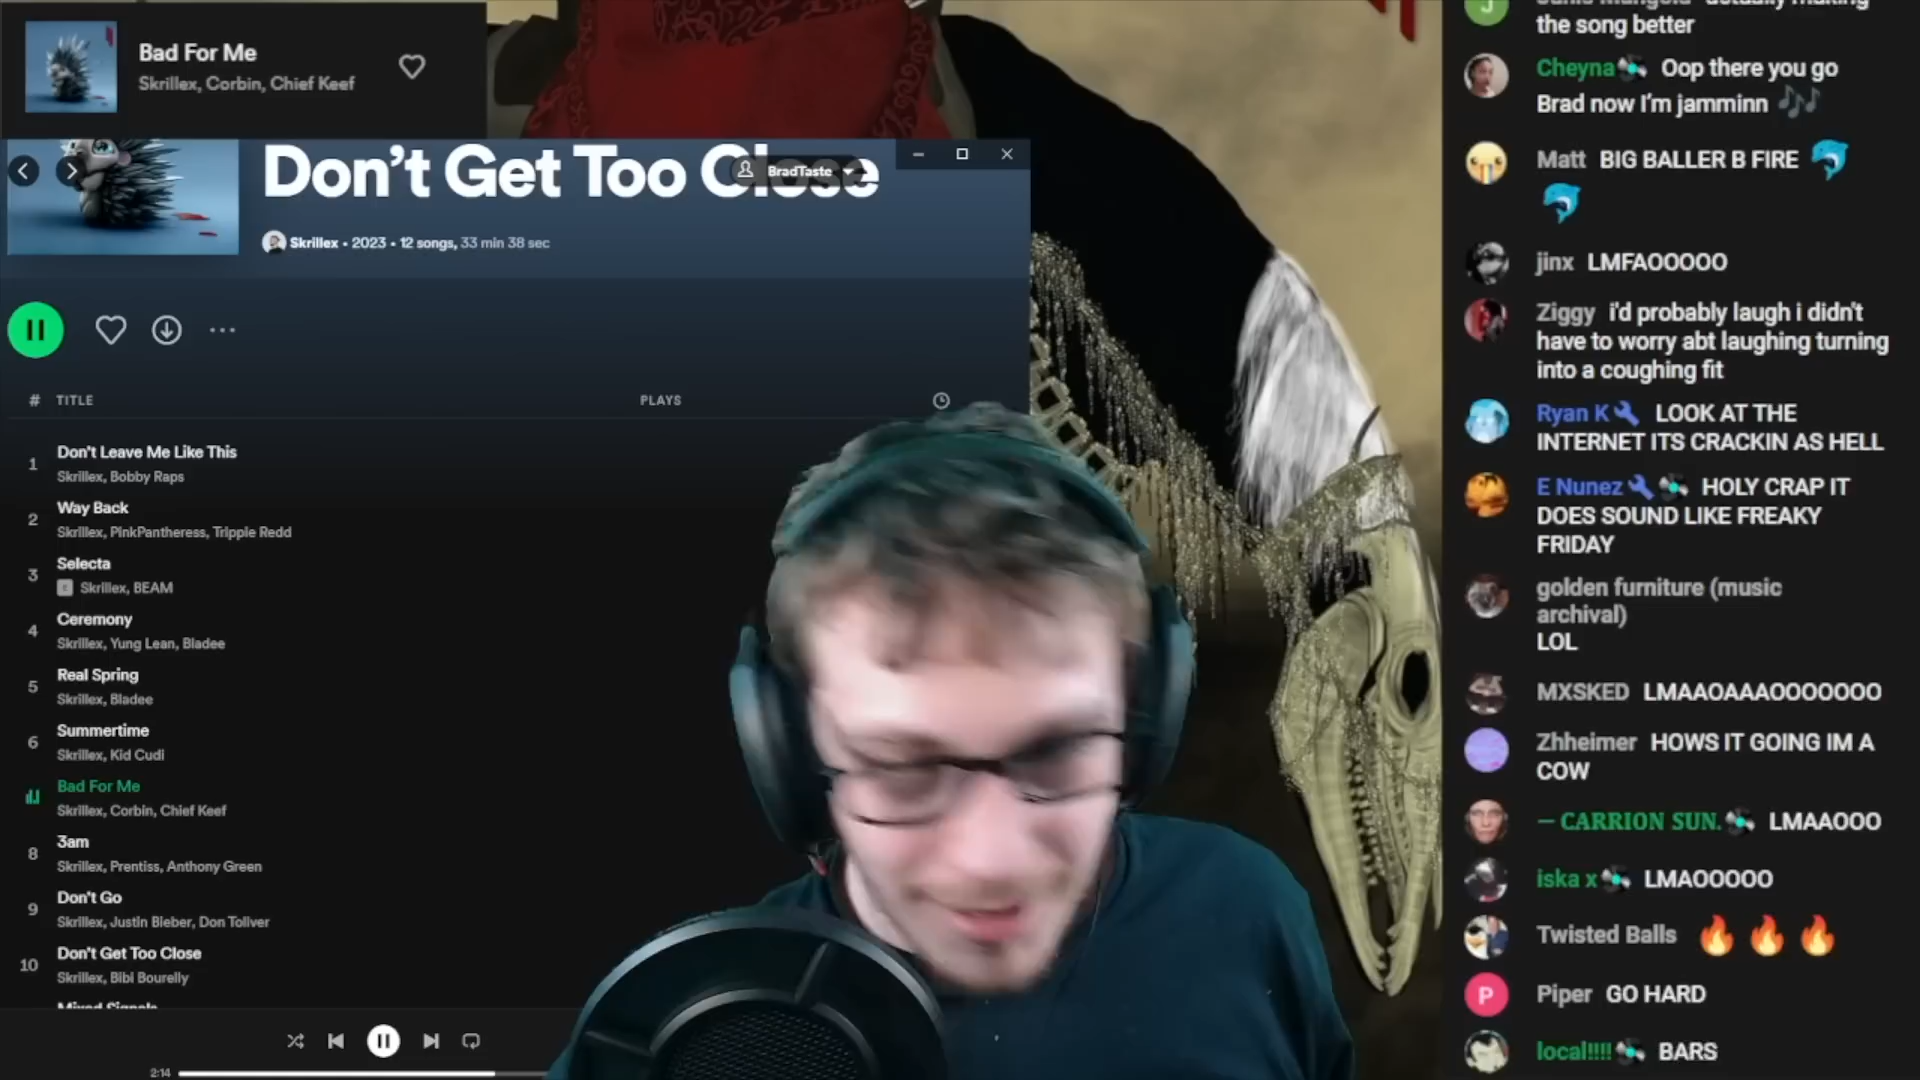 Bad For Me
Skrillex, Corbin, Chief Keef
Don't Get Too Close
BradTaste
Skrillex • 2023 • 12 songs, 33 min 38 sec
# TITLE PLAYS
1 Don't Leave Me Like This
Skrillex, Bobby Raps
2 Way Back
Skrillex, PinkPantheress, Trippie Redd
3 Selecta
E Skrillex, BEAM
4 Ceremony
Skrillex, Yung Lean, Bladee
5 Real Spring
Skrillex, Bladee
6 Summertime
Skrillex, Kid Cudi
Bad For Me
Skrillex, Corbin, Chief Keef
8 3am
Skrillex, Prentiss, Anthony Green
9 Don't Go
Skrillex, Justin Bieber, Don Toliver
10 Don't Get Too Close
Skrillex, Bibi Bourelly
Mixed Signals
2:14
J
the song better
Cheyna Oop there you go
Brad now I'm jamminn 🎶
Matt BIG BALLER B FIRE 🐬
🐬
jinx LMFAOOOOO
Ziggy i'd probably laugh i didn't
have to worry abt laughing turning
into a coughing fit
Ryan K LOOK AT THE
INTERNET ITS CRACKIN AS HELL
E Nunez HOLY CRAP IT
DOES SOUND LIKE FREAKY
FRIDAY
golden furniture (music
archival)
LOL
MXSKED LMAAOAAAOOOOOOO
Zhheimer HOWS IT GOING IM A
COW
– CARRION SUN. LMAAOOO
iska x LMAOOOOO
Twisted Balls 🔥 🔥 🔥
P Piper GO HARD
local!!!! BARS